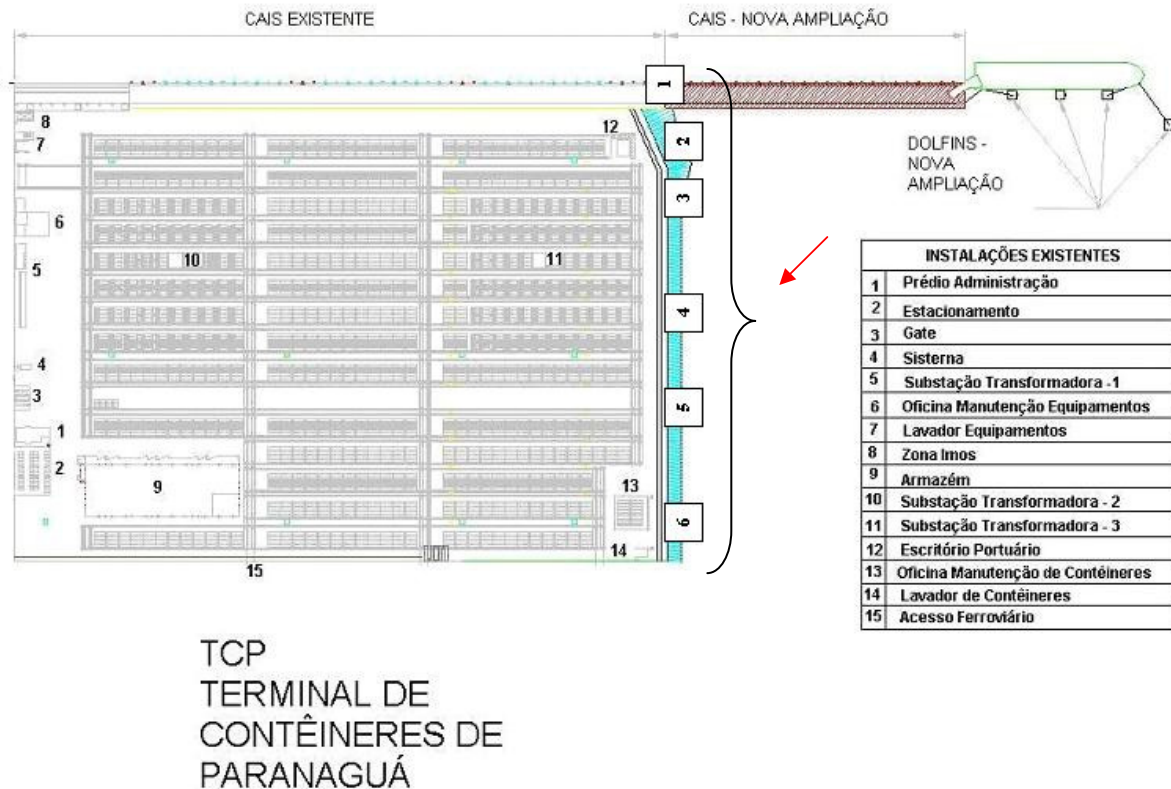 CAIS EXISTENTE
CAIS - NOVA AMPLIAÇÃO
1
2
3
4
5
6
8
7
6
5
4
3
1
2
12
10
11
9
13
14
15
DOLFINS -
NOVA
AMPLIAÇÃO
INSTALAÇÕES EXISTENTES
1 Prédio Administração
2 Estacionamento
3 Gate
4 Sisterna
5 Substação Transformadora -1
6 Oficina Manutenção Equipamentos
7 Lavador Equipamentos
8 Zona Imos
9 Armazém
10 Substação Transformadora - 2
11 Substação Transformadora - 3
12 Escritório Portuário
13 Oficina Manutenção de Contêineres
14 Lavador de Contêineres
15 Acesso Ferroviário
TCP
TERMINAL DE
CONTÊINERES DE
PARANAGUÁ